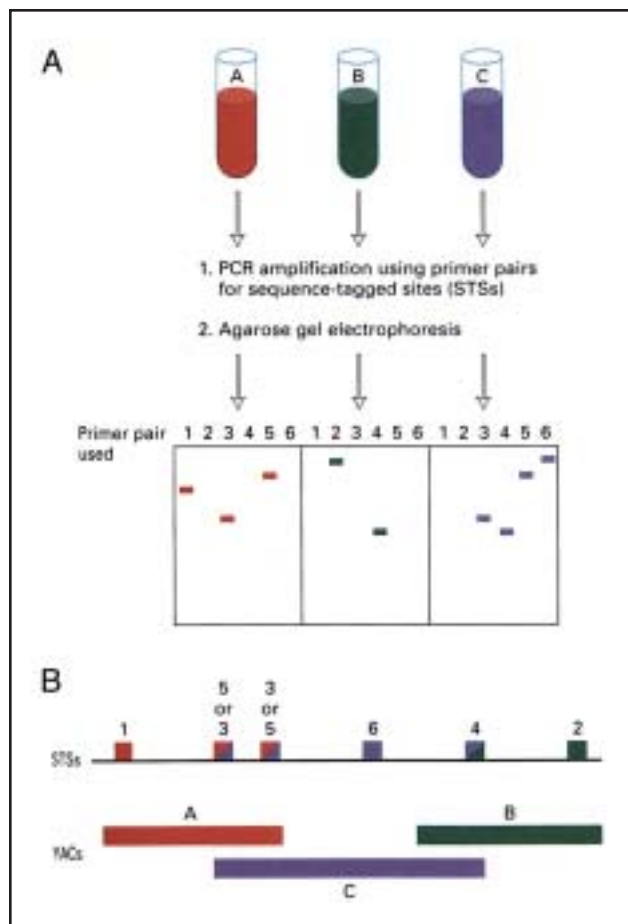 A
A B C
1. PCR amplification using primer pairs
for sequence-tagged sites (STSs)
2. Agarose gel electrophoresis
Primer pair
used
1 2 3 4 5 6 1 2 3 4 5 6 1 2 3 4 5 6
B
5 3
or or
1 3 5 6 4 2
STSs
A B
YACs
C